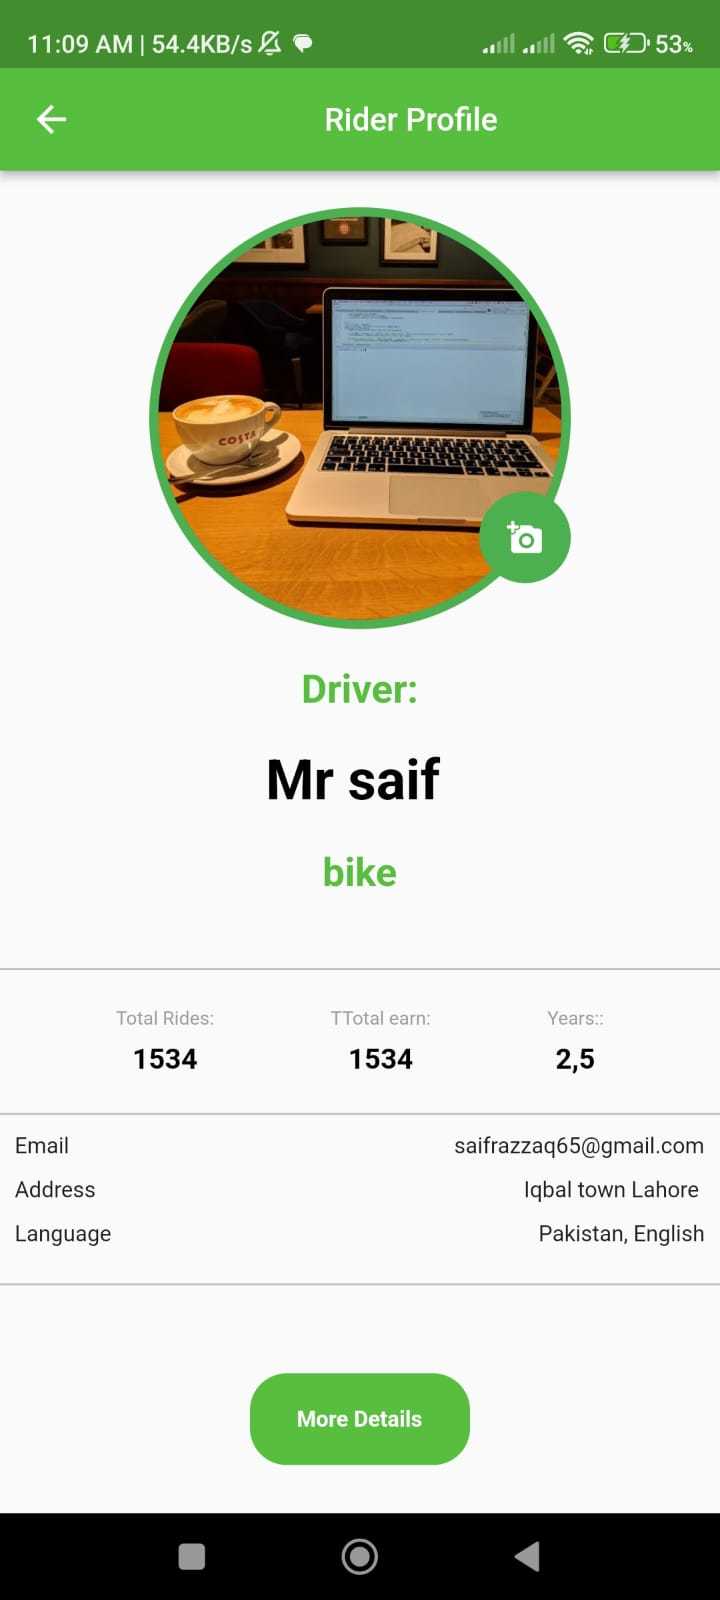 11:09 AM | 54.4KB/s 53%
Rider Profile
COSTA
Driver:
Mr saif
bike
Total Rides: TTotal earn: Years::
1534 1534 2,5
Email saifrazzaq65@gmail.com
Address Iqbal town Lahore
Language Pakistan, English
More Details